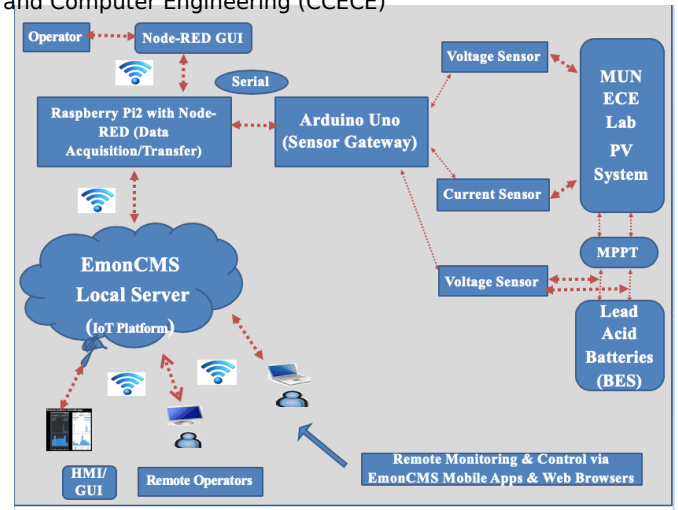 and Computer Engineering (CCECE)
Operator
Node-RED GUI
Serial
Voltage Sensor
MUN
ECE
Lab
PV
System
Raspberry Pi2 with Node-
RED (Data
Acquisition/Transfer)
Arduino Uno
(Sensor Gateway)
Current Sensor
MPPT
Voltage Sensor
EmonCMS
Local Server
(IoT Platform)
Lead
Acid
Batteries
(BES)
HMI/
GUI
Remote Operators
Remote Monitoring & Control via
EmonCMS Mobile Apps & Web Browsers